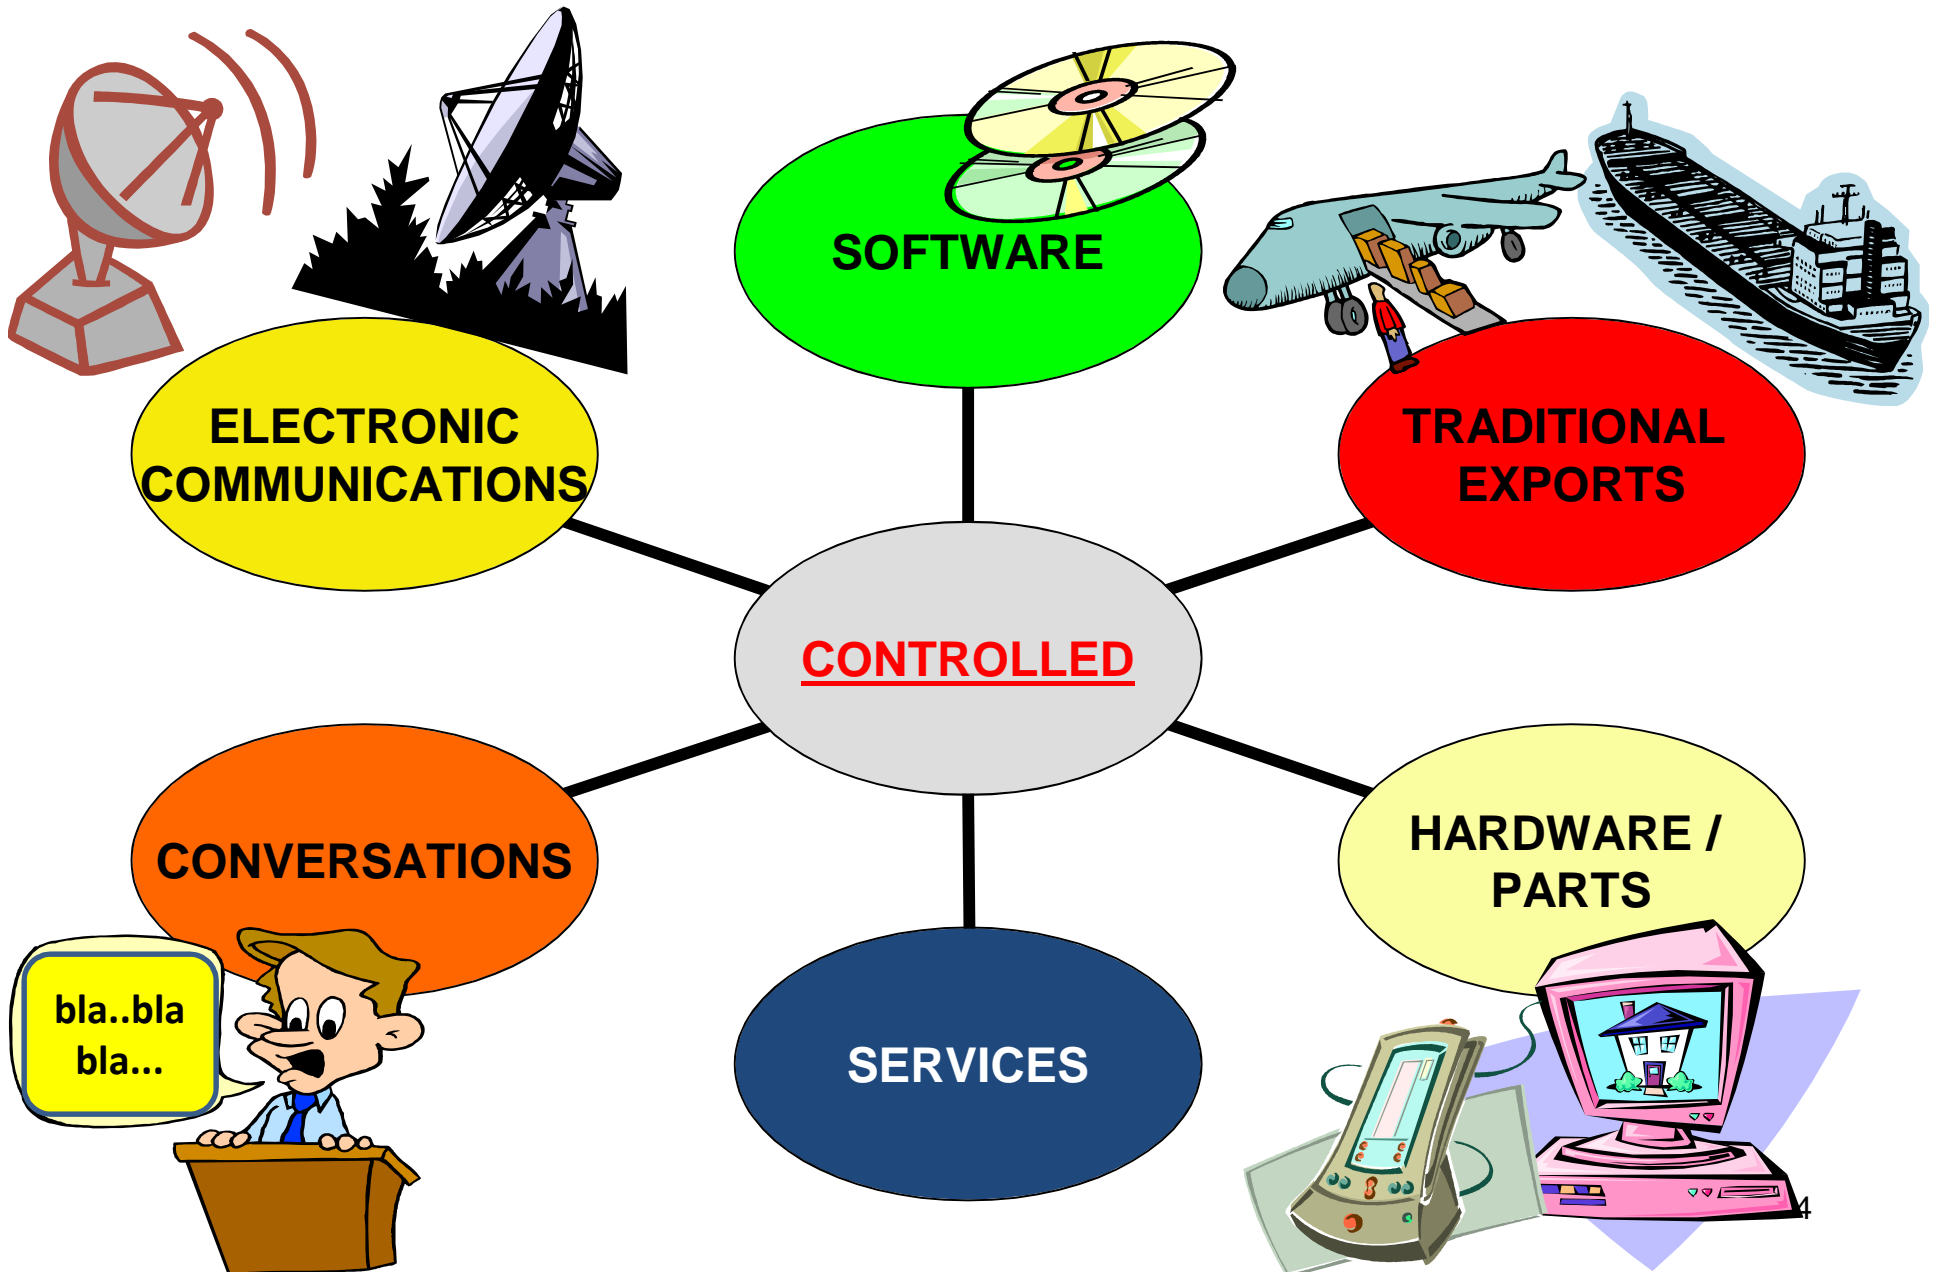 SOFTWARE
ELECTRONIC
COMMUNICATIONS
TRADITIONAL
EXPORTS
CONTROLLED
CONVERSATIONS
HARDWARE /
PARTS
bla..bla
bla...
SERVICES
4